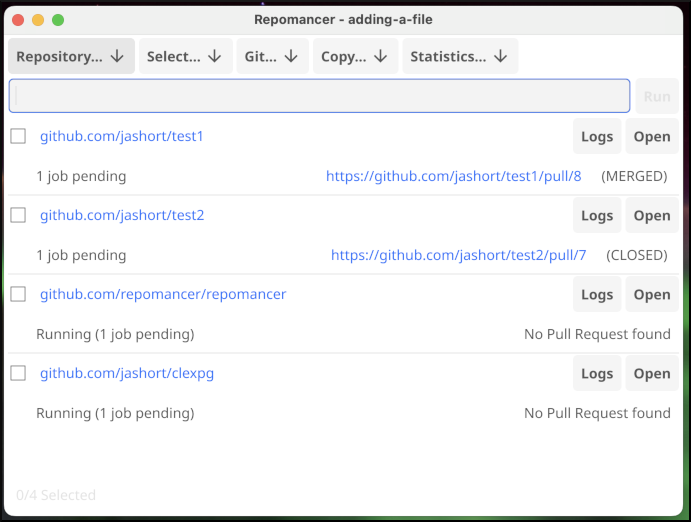 Repomancer - adding-a-file
Repository... Select... Git... Copy... Statistics...
Run
github.com/jashort/test1 Logs Open
1 job pending https://github.com/jashort/test1/pull/8 (MERGED)
github.com/jashort/test2 Logs Open
1 job pending https://github.com/jashort/test2/pull/7 (CLOSED)
github.com/repomancer/repomancer Logs Open
Running (1 job pending) No Pull Request found
github.com/jashort/clexpg Logs Open
Running (1 job pending) No Pull Request found
0/4 Selected